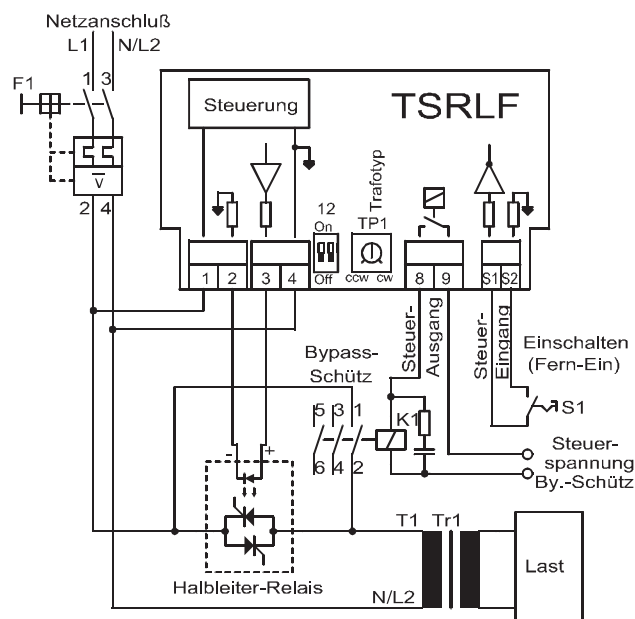 Netzanschluß
L1 N/L2
F1
1 3
Steuerung
TSRLF
V
2 4
12
On
Off
Trafotyp
TP1
ccw cw
1 2 3 4 8 9 S1 S2
Steuer-
Ausgang
Steuer-
Eingang
Einschalten
(Fern-Ein)
S1
Bypass-
Schütz
5 3 1
6 4 2
K1
Steuer-
spannung
By.-Schütz
- +
Halbleiter-Relais
T1 Tr1
N/L2
Last